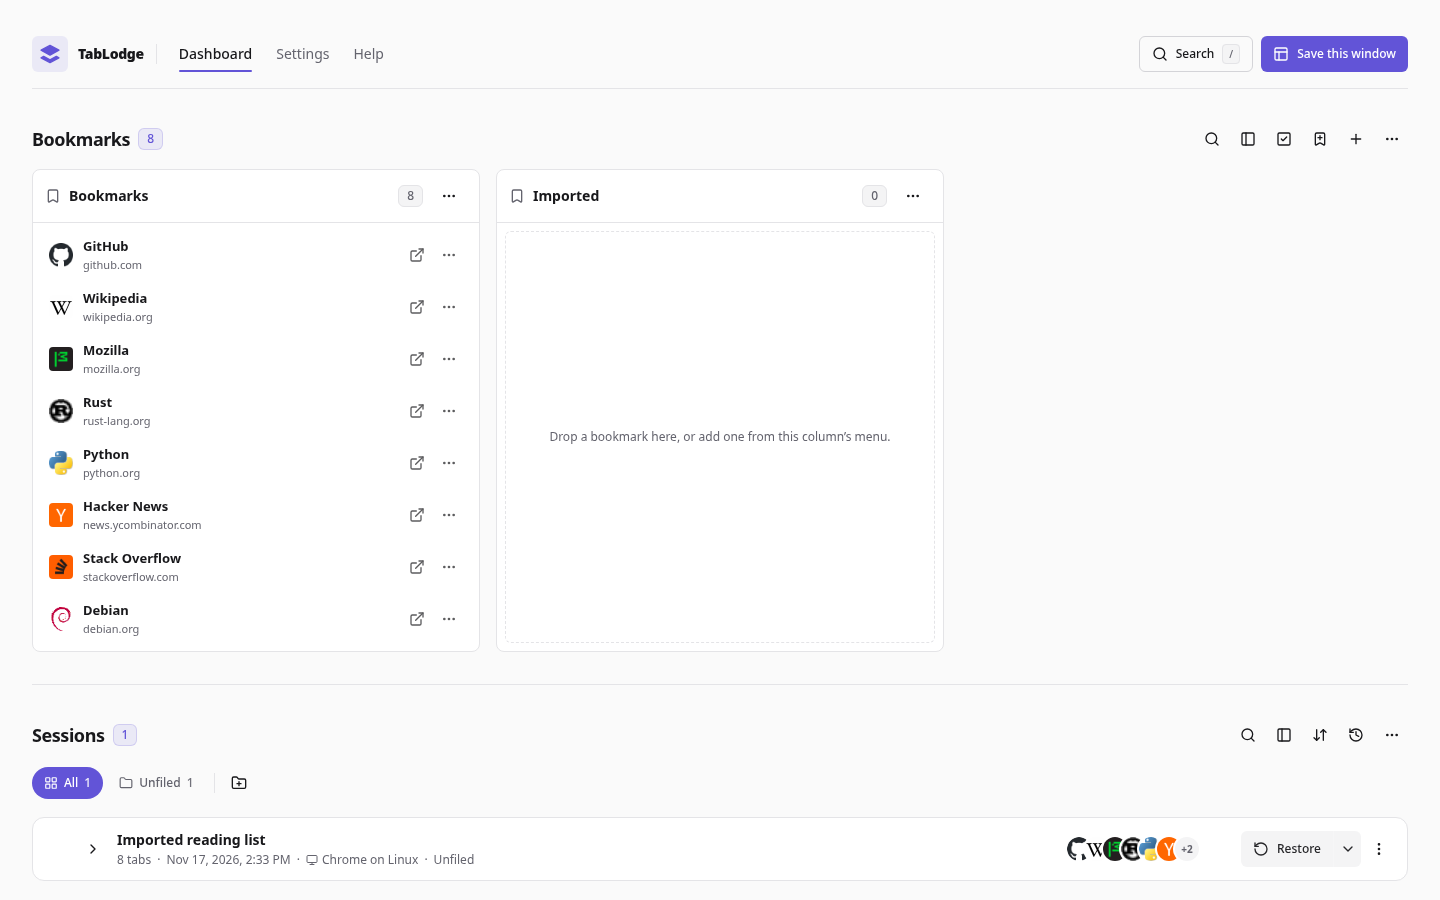 TabLodge
Dashboard
Settings
Help
Search /
Save this window
Bookmarks 8
Bookmarks 8
GitHub
github.com
Wikipedia
wikipedia.org
Mozilla
mozilla.org
Rust
rust-lang.org
Python
python.org
Hacker News
news.ycombinator.com
Stack Overflow
stackoverflow.com
Debian
debian.org
Imported 0
Drop a bookmark here, or add one from this column’s menu.
Sessions 1
All 1
Unfiled 1
Imported reading list
8 tabs · Nov 17, 2026, 2:33 PM · Chrome on Linux · Unfiled
+2
Restore